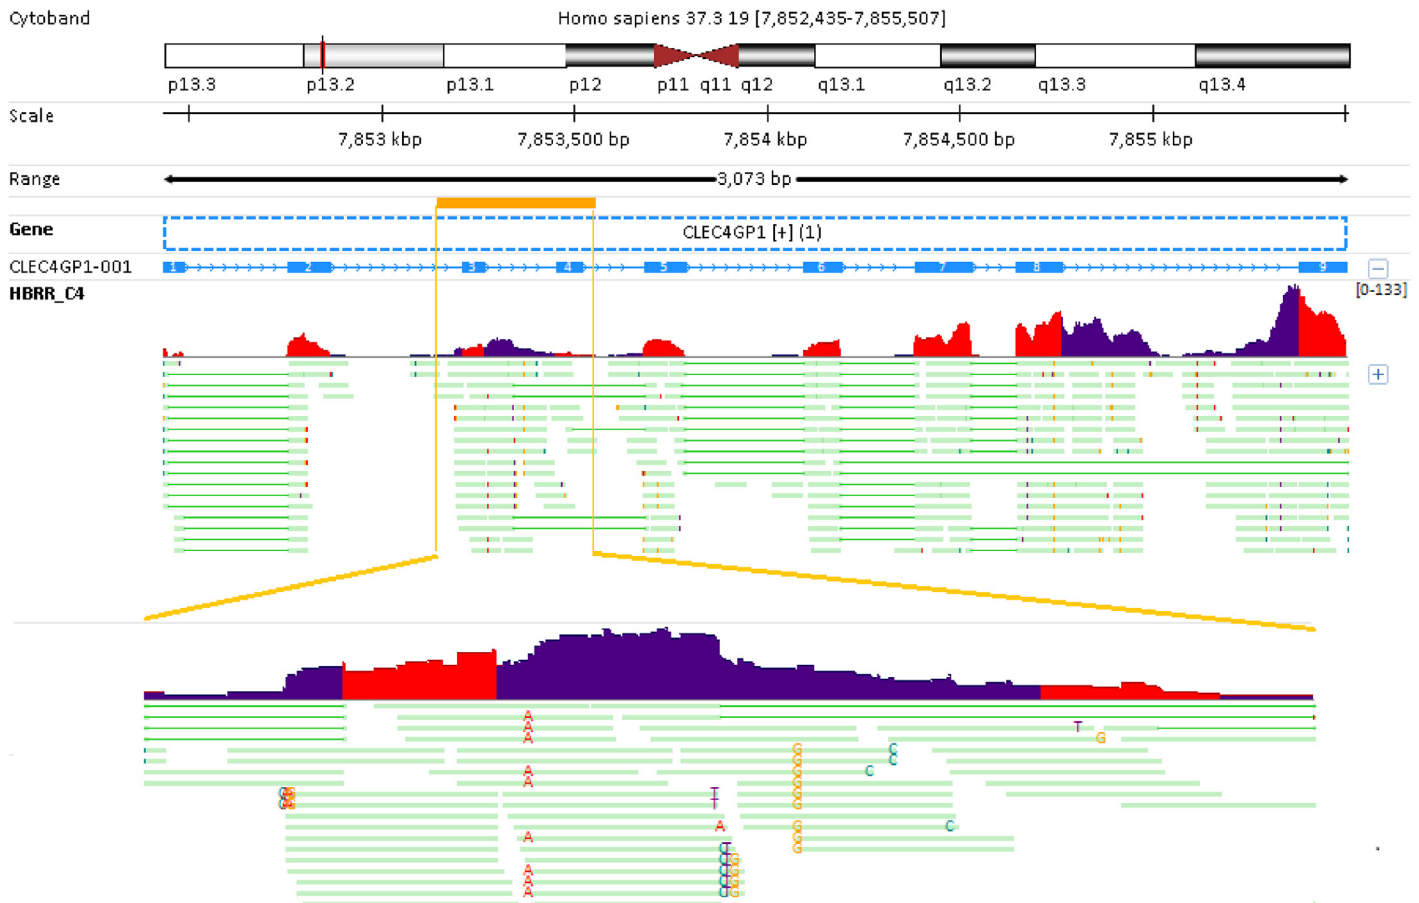 Cytoband
Homo sapiens 37.3 19 [7,852,435-7,855,507]
p13.3 p13.2 p13.1 p12 p11 q11 q12 q13.1 q13.2 q13.3 q13.4
Scale
7,853 kbp 7,853,500 bp 7,854 kbp 7,854,500 bp 7,855 kbp
Range
3,073 bp
Gene
CLEC4GP1 [+] (1)
CLEC4GP1-001
1 2 3 4 5 6 7 8 9
HBRR_C4
[0-133]
A
A T
A G
G C
G C
A G C
A G
T G
T G
A G C
A G
C T G
C G
A C G
A C G
A C G